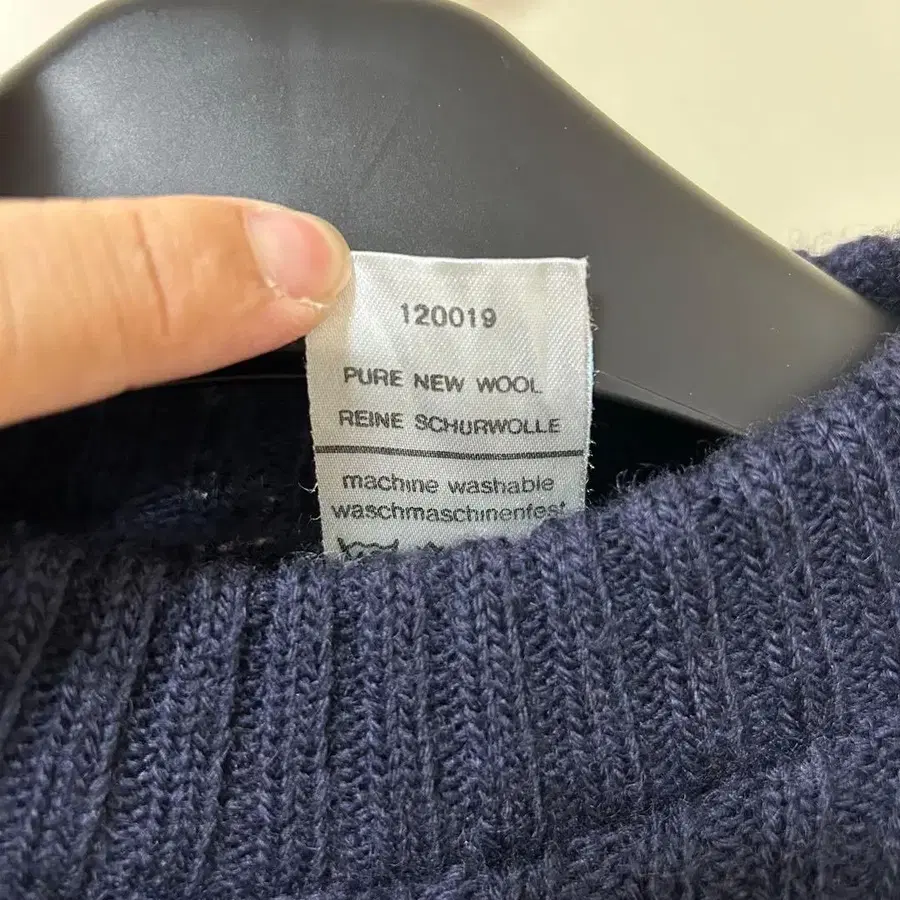 120019
PURE NEW WOOL
REINE SCHURWOLLE
machine washable
waschmaschinenfest